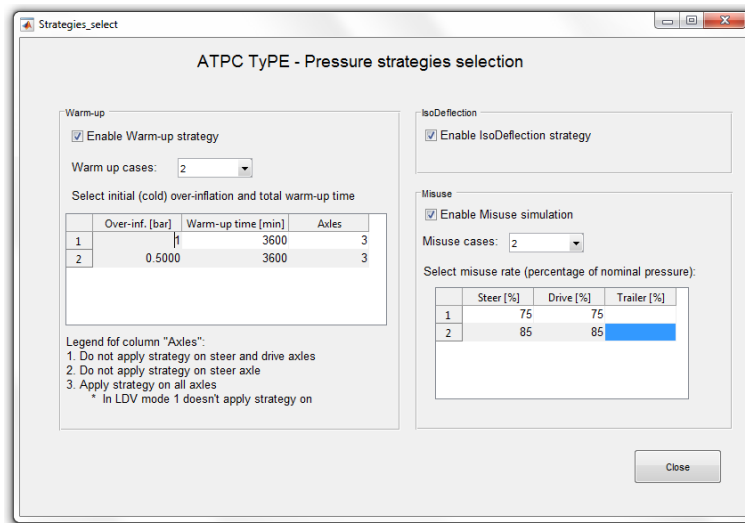 Strategies_select
ATPC TyPE - Pressure strategies selection
Warm-up
Enable Warm-up strategy
Warm up cases: 2
Select initial (cold) over-inflation and total warm-up time
Over-inf. [bar] Warm-up time [min] Axles
1 1 3600 3
2 0.5000 3600 3
Legend fof column "Axles":
1. Do not apply strategy on steer and drive axles
2. Do not apply strategy on steer axle
3. Apply strategy on all axles
* In LDV mode 1 doesn't apply strategy on
IsoDeflection
Enable IsoDeflection strategy
Misuse
Enable Misuse simulation
Misuse cases: 2
Select misuse rate (percentage of nominal pressure):
Steer [%] Drive [%] Trailer [%]
1 75 75
2 85 85
Close